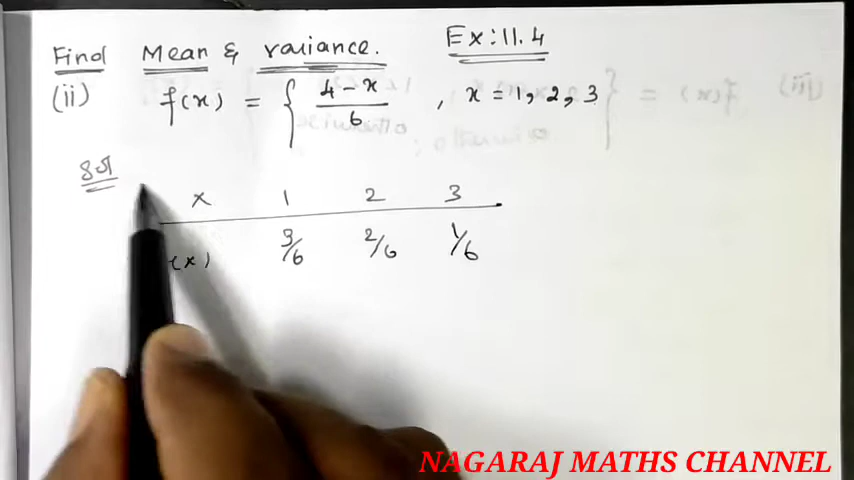 Find Mean & variance. Ex: 11.4
(ii) f(x) = { (4-x)/6 , x = 1, 2, 3
Sol
x 1 2 3
(x) 3/6 2/6 1/6
NAGARAJ MATHS CHANNEL